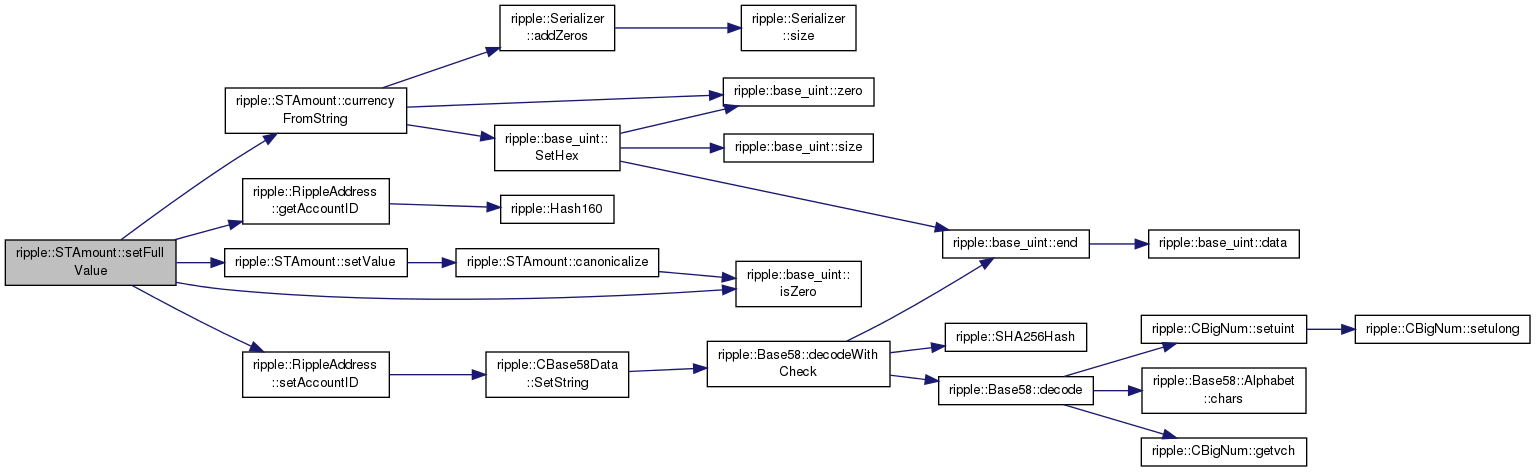 ripple::STAmount::setFull
Value
ripple::STAmount::currency
FromString
ripple::RippleAddress
::getAccountID
ripple::STAmount::setValue
ripple::RippleAddress
::setAccountID
ripple::Serializer
::addZeros
ripple::base_uint::
SetHex
ripple::Hash160
ripple::STAmount::canonicalize
ripple::CBase58Data
::SetString
ripple::Serializer
::size
ripple::base_uint::zero
ripple::base_uint::size
ripple::base_uint::
isZero
ripple::Base58::decodeWith
Check
ripple::base_uint::end
ripple::SHA256Hash
ripple::Base58::decode
ripple::base_uint::data
ripple::CBigNum::setuint
ripple::Base58::Alphabet
::chars
ripple::CBigNum::getvch
ripple::CBigNum::setulong